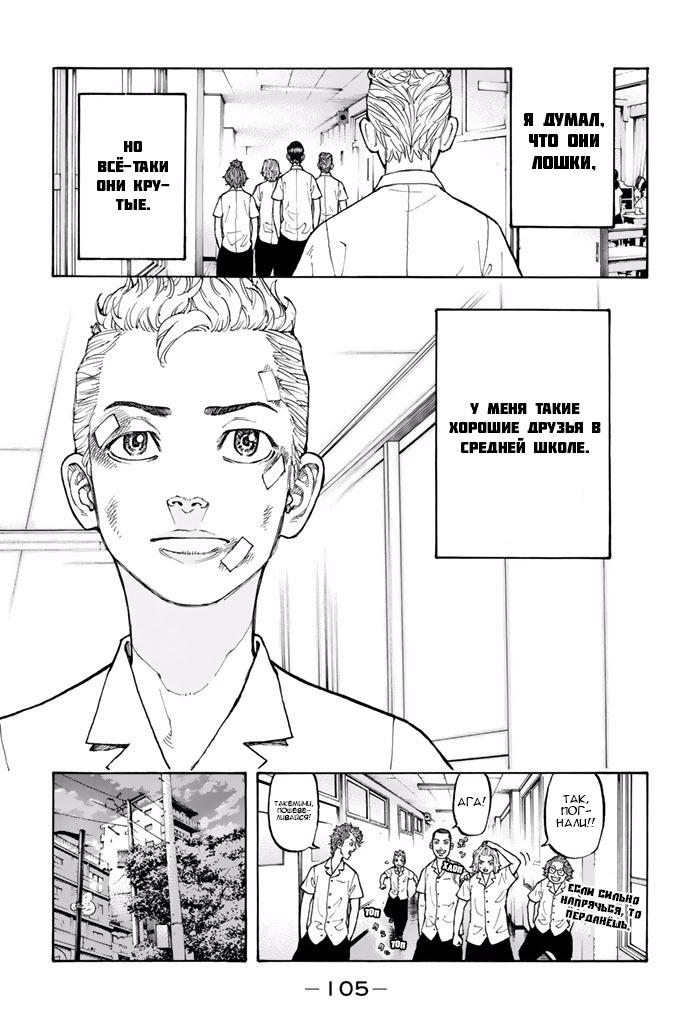 Я ДУМАЛ,
ЧТО ОНИ
ЛОШКИ,
НО
ВСЁ-ТАКИ
ОНИ КРУ-
ТЫЕ.
У МЕНЯ ТАКИЕ
ХОРОШИЕ ДРУЗЬЯ В
СРЕДНЕЙ ШКОЛЕ.
ТАК,
ПОГ-
НАЛИ!!
АГА!
ТАКЕМИЧИ,
ПОШЕВЕ-
ЛИВАЙСЯ!
ХЛОП
ЕСЛИ СИЛЬНО
НАПРЯЧЬСЯ, ТО
ПЕРДАНЁШЬ.
ТОП
ТОП
—105—